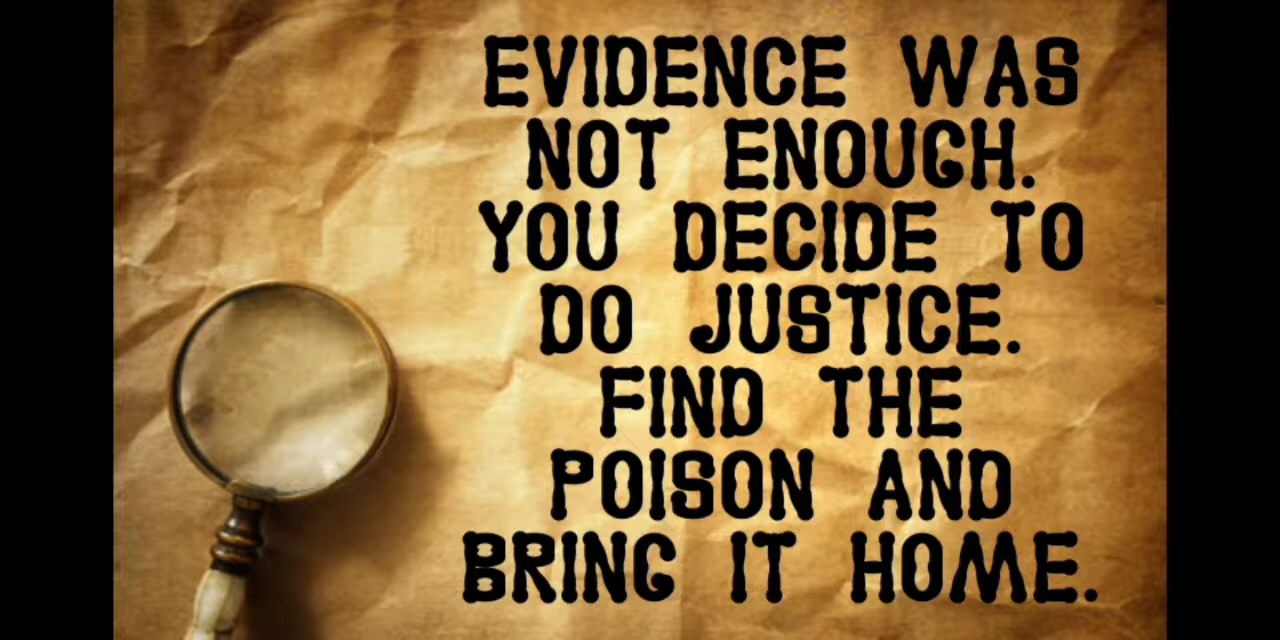 EVIDENCE WAS
NOT ENOUGH.
YOU DECIDE TO
DO JUSTICE.
FIND THE
POISON AND
BRING IT HOME.